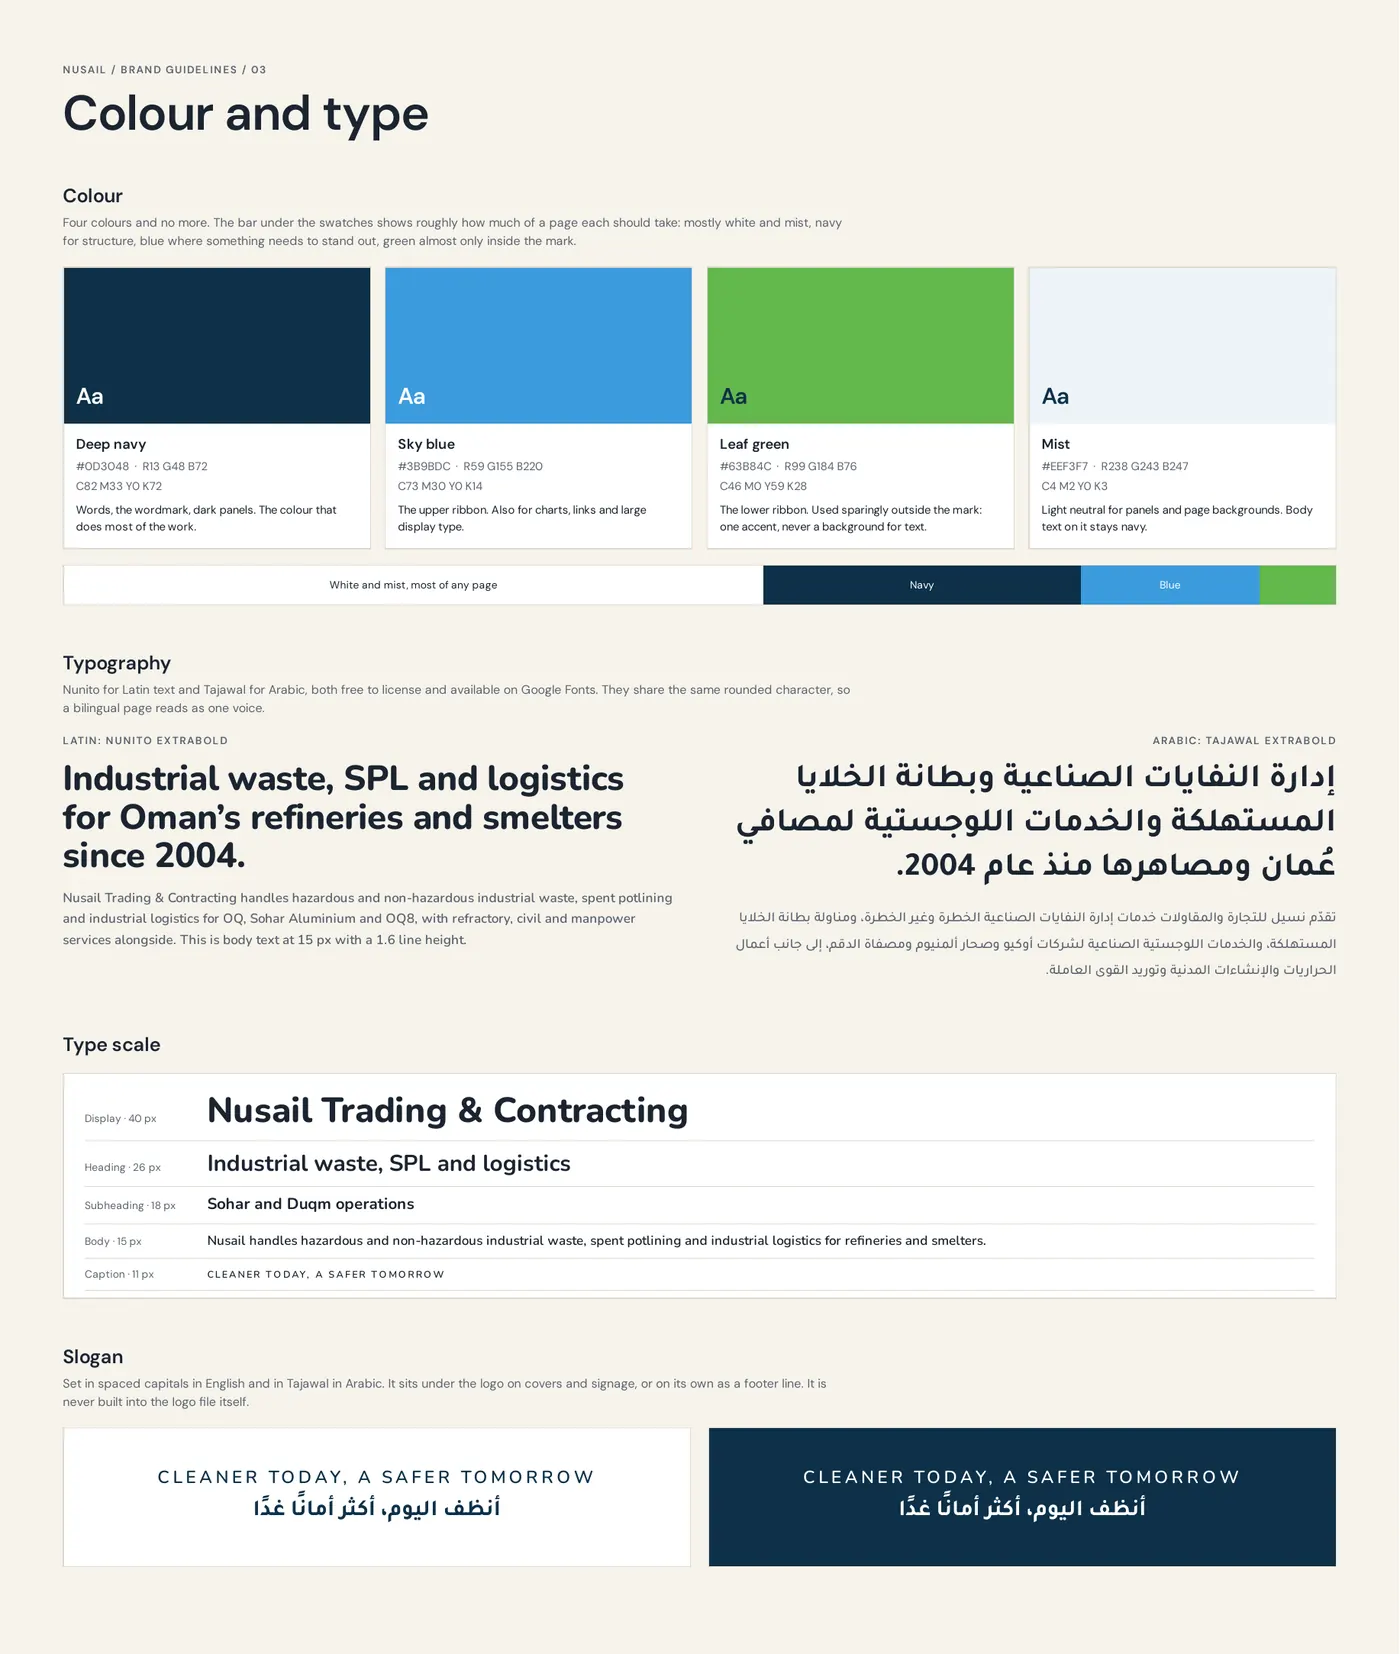 NUSAIL / BRAND GUIDELINES / 03
Colour and type
Colour
Four colours and no more. The bar under the swatches shows roughly how much of a page each should take: mostly white and mist, navy
for structure, blue where something needs to stand out, green almost only inside the mark.
Aa
Deep navy
#0D3048 · R13 G48 B72
C82 M33 Y0 K72
Words, the wordmark, dark panels. The colour that
does most of the work.
Aa
Sky blue
#3B9BDC · R59 G155 B220
C73 M30 Y0 K14
The upper ribbon. Also for charts, links and large
display type.
Aa
Leaf green
#63B84C · R99 G184 B76
C46 M0 Y59 K28
The lower ribbon. Used sparingly outside the mark:
one accent, never a background for text.
Aa
Mist
#EEF3F7 · R238 G243 B247
C4 M2 Y0 K3
Light neutral for panels and page backgrounds. Body
text on it stays navy.
White and mist, most of any page
Navy
Blue
Typography
Nunito for Latin text and Tajawal for Arabic, both free to license and available on Google Fonts. They share the same rounded character, so
a bilingual page reads as one voice.
LATIN: NUNITO EXTRABOLD
Industrial waste, SPL and logistics
for Oman’s refineries and smelters
since 2004.
Nusail Trading & Contracting handles hazardous and non-hazardous industrial waste, spent potlining
and industrial logistics for OQ, Sohar Aluminium and OQ8, with refractory, civil and manpower
services alongside. This is body text at 15 px with a 1.6 line height.
ARABIC: TAJAWAL EXTRABOLD
إدارة النفايات الصناعية وبطانة الخلايا
المستهلكة والخدمات اللوجستية لمصافي
عُمان ومصاهرها منذ عام 2004.
تقدّم نسيل للتجارة والمقاولات خدمات إدارة النفايات الصناعية الخطرة وغير الخطرة، ومناولة بطانة الخلايا
المستهلكة، والخدمات اللوجستية الصناعية لشركات أوكيو وصحار ألمنيوم ومصفاة الدقم، إلى جانب أعمال
الحراريات والإنشاءات المدنية وتوريد القوى العاملة.
Type scale
Display · 40 px
Nusail Trading & Contracting
Heading · 26 px
Industrial waste, SPL and logistics
Subheading · 18 px
Sohar and Duqm operations
Body · 15 px
Nusail handles hazardous and non-hazardous industrial waste, spent potlining and industrial logistics for refineries and smelters.
Caption · 11 px
CLEANER TODAY, A SAFER TOMORROW
Slogan
Set in spaced capitals in English and in Tajawal in Arabic. It sits under the logo on covers and signage, or on its own as a footer line. It is
never built into the logo file itself.
CLEANER TODAY, A SAFER TOMORROW
أنظف اليوم، أكثر أمانًا غدًا
CLEANER TODAY, A SAFER TOMORROW
أنظف اليوم، أكثر أمانًا غدًا